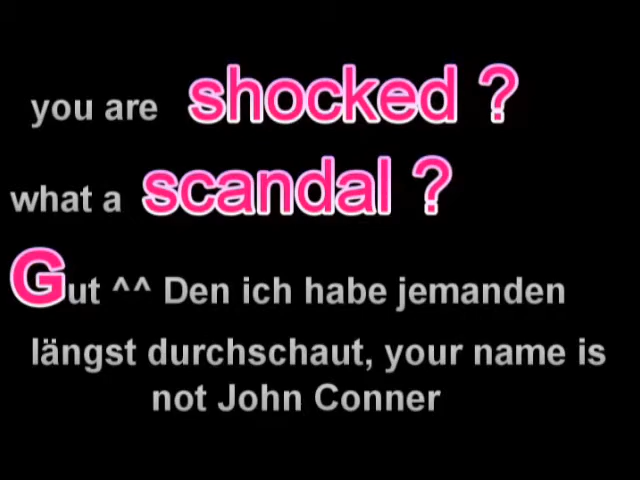 you are shocked ?
what a scandal ?
Gut ^^ Den ich habe jemanden
längst durchschaut, your name is
not John Conner